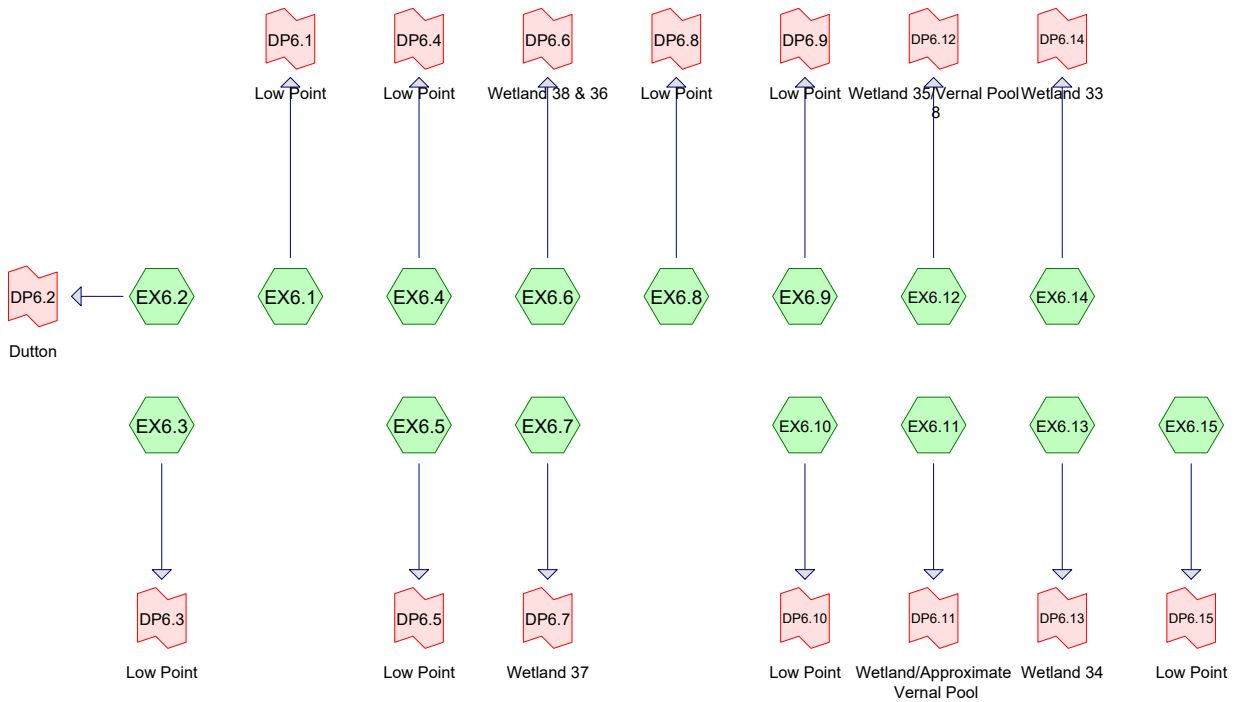 DP6.1
DP6.4
DP6.6
DP6.8
DP6.9
DP6.12
DP6.14
Low Point
Low Point
Wetland 38 & 36
Low Point
Low Point
Wetland 35/Vernal Pool
8
Wetland 33
DP6.2
EX6.2
EX6.1
EX6.4
EX6.6
EX6.8
EX6.9
EX6.12
EX6.14
Dutton
EX6.3
EX6.5
EX6.7
EX6.10
EX6.11
EX6.13
EX6.15
DP6.3
DP6.5
DP6.7
DP6.10
DP6.11
DP6.13
DP6.15
Low Point
Low Point
Wetland 37
Low Point
Wetland/Approximate
Vernal Pool
Wetland 34
Low Point